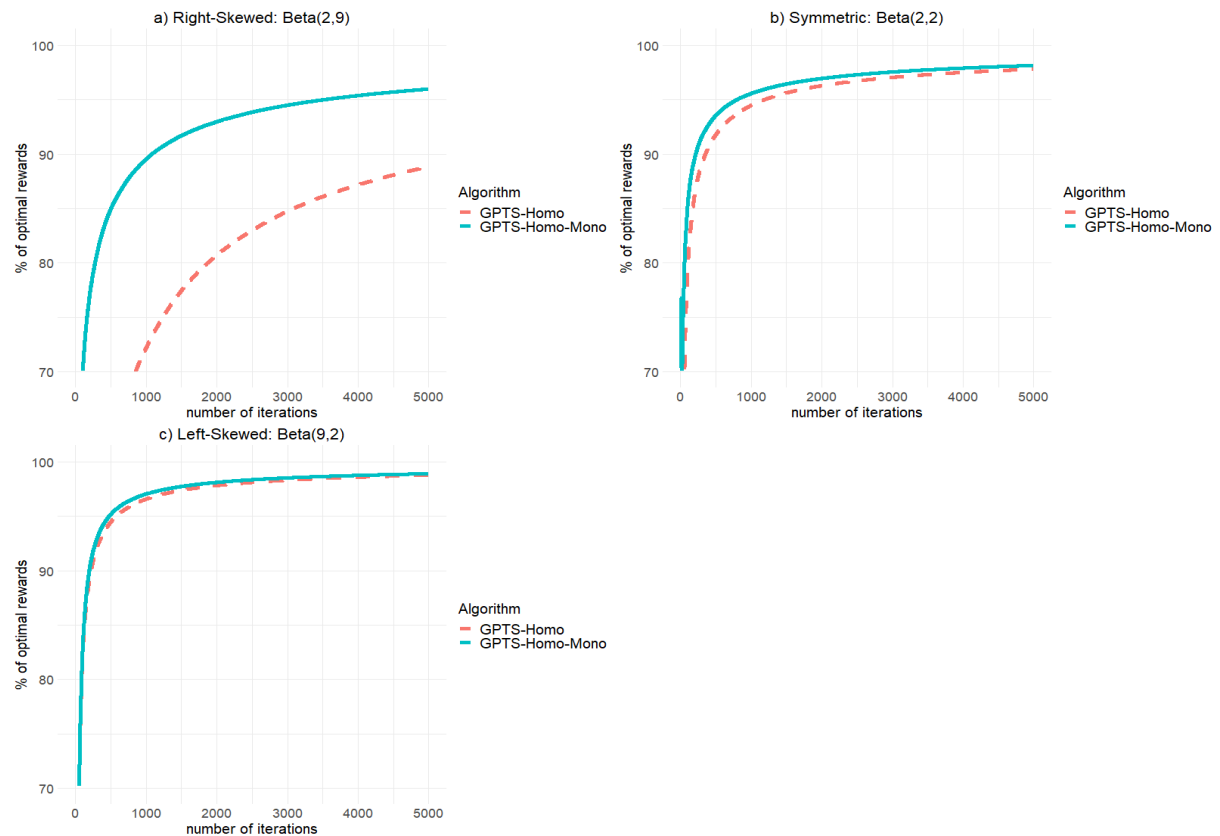 a) Right-Skewed: Beta(2,9)
100
90
80
70
% of optimal rewards
0 1000 2000 3000 4000 5000
number of iterations
Algorithm
GPTS-Homo
GPTS-Homo-Mono
b) Symmetric: Beta(2,2)
100
90
80
70
% of optimal rewards
0 1000 2000 3000 4000 5000
number of iterations
Algorithm
GPTS-Homo
GPTS-Homo-Mono
c) Left-Skewed: Beta(9,2)
100
90
80
70
% of optimal rewards
0 1000 2000 3000 4000 5000
number of iterations
Algorithm
GPTS-Homo
GPTS-Homo-Mono